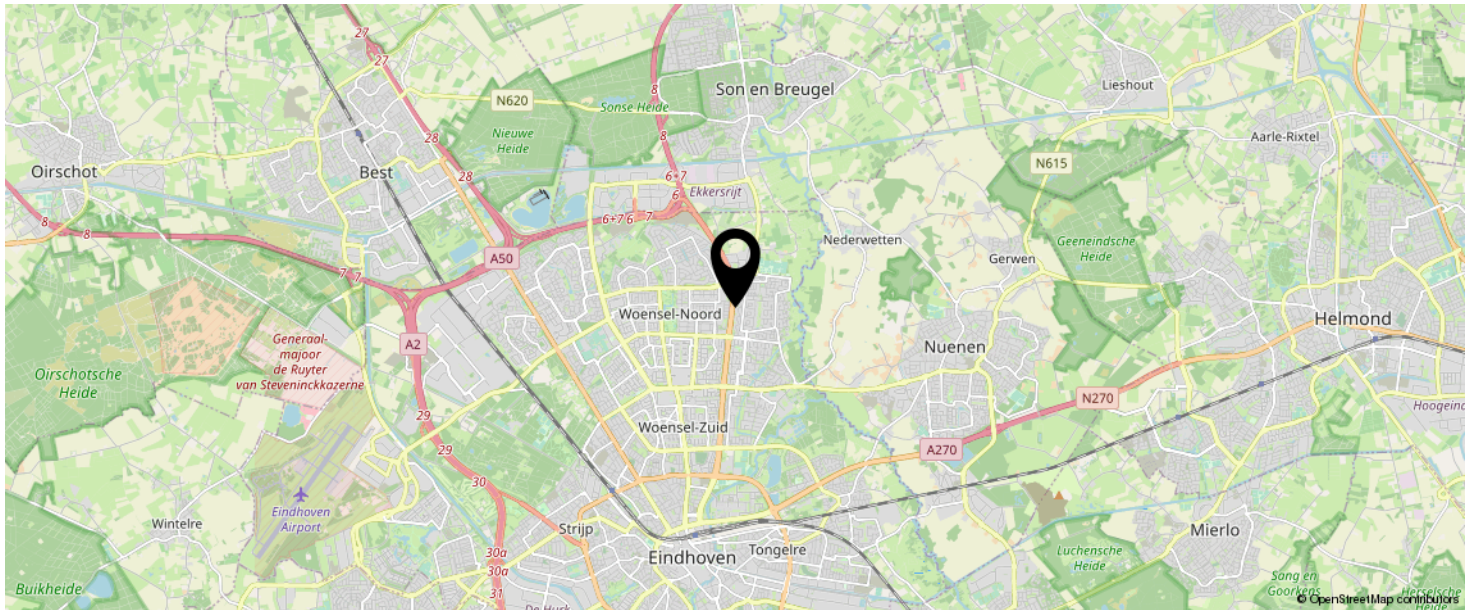 27
27
8
N620
Sonse Heide
Son en Breugel
Lieshout
28
Nieuwe
Heide
8
Aarle-Rixtel
N615
Oirschot
Best
28
6+7
6
Ekkersrijt
8
8
6+7
6
7
Nederwetten
Geeneindsche
Heide
A50
Gerwen
7
7
Woensel-Noord
Helmond
Generaal-
majoor
de Ruyter
van Steveninckkazerne
A2
Nuenen
Oirschotsche
Heide
N270
Hoogeind
29
Woensel-Zuid
29
A270
30
Eindhoven
Airport
Wintelre
Strijp
Mierlo
30a
Eindhoven
Tongelre
Luchensche
Heide
30a
Buikheide
31
Sang en
Goorkens
Herselsche
Heide
De Hurk
© OpenStreetMap contributors